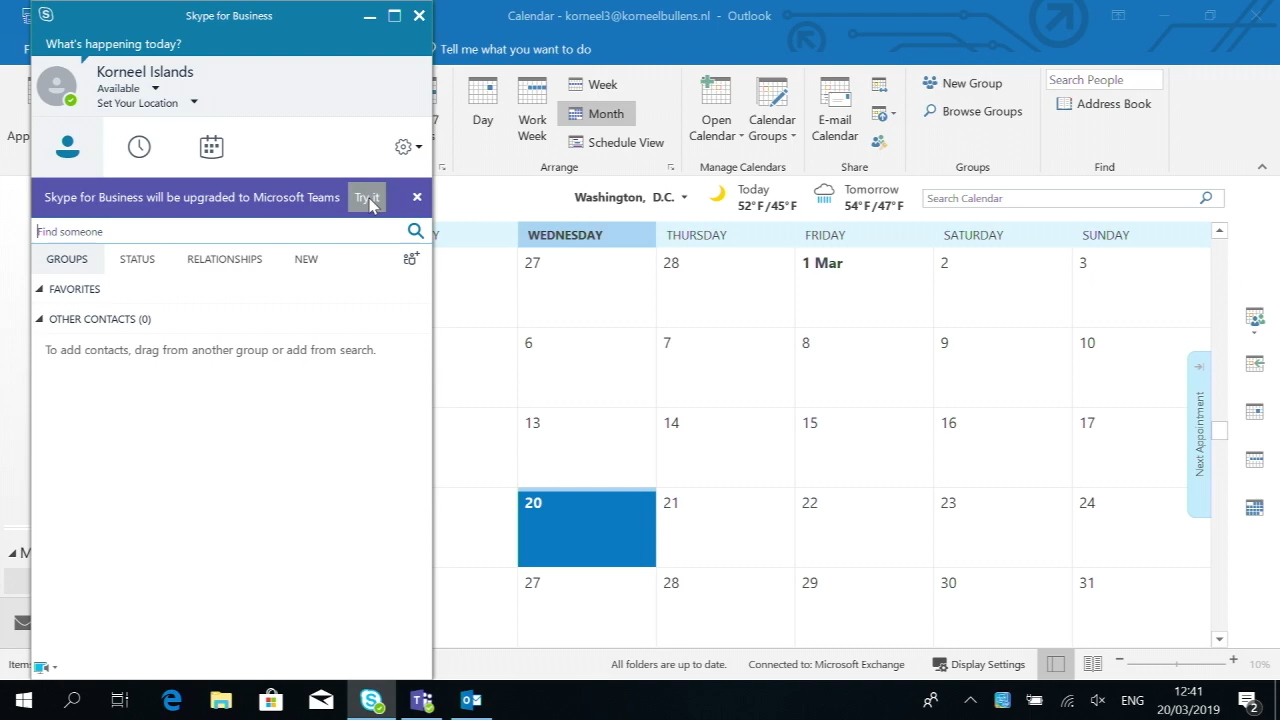 Skype for Business
What's happening today?
Korneel Islands
Available
Set Your Location
Skype for Business will be upgraded to Microsoft Teams
Try it
Find someone
GROUPS
STATUS
RELATIONSHIPS
NEW
FAVORITES
OTHER CONTACTS (0)
To add contacts, drag from another group or add from search.
Calendar - korneel3@korneelbullens.nl - Outlook
F
Tell me what you want to do
App
7
Day
Work Week
Week
Month
Schedule View
Arrange
Open Calendar
Calendar Groups
Manage Calendars
E-mail Calendar
Share
New Group
Browse Groups
Groups
Search People
Address Book
Find
Washington, D.C.
Today
52°F/45°F
Tomorrow
54°F/47°F
Search Calendar
Y
WEDNESDAY
THURSDAY
FRIDAY
SATURDAY
SUNDAY
27
28
1 Mar
2
3
6
7
8
9
10
13
14
15
16
17
20
21
22
23
24
27
28
29
30
31
Next Appointment
M
Items
All folders are up to date.
Connected to: Microsoft Exchange
Display Settings
10%
ENG
12:41
20/03/2019
2